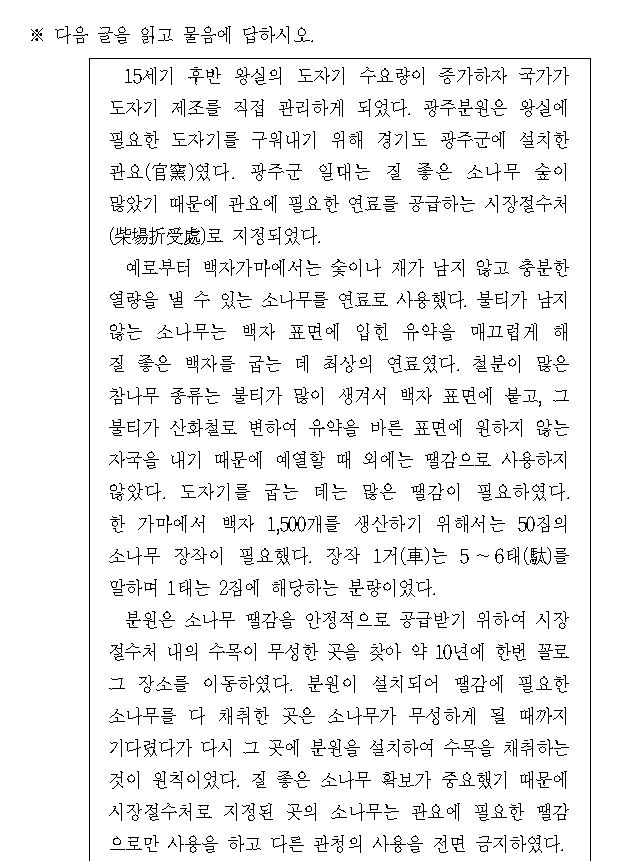 ※ 다음 글을 읽고 물음에 답하시오.
15세기 후반 왕실의 도자기 수요량이 증가하자 국가가
도자기 제조를 직접 관리하게 되었다. 광주분원은 왕실에
필요한 도자기를 구워내기 위해 경기도 광주군에 설치한
관요(官窯)였다. 광주군 일대는 질 좋은 소나무 숲이
많았기 때문에 관요에 필요한 연료를 공급하는 시장절수처
(柴場折受處)로 지정되었다.
예로부터 백자가마에서는 숯이나 재가 남지 않고 충분한
열량을 낼 수 있는 소나무를 연료로 사용했다. 불티가 남지
않는 소나무는 백자 표면에 입힌 유약을 매끄럽게 해
질 좋은 백자를 굽는 데 최상의 연료였다. 철분이 많은
참나무 종류는 불티가 많이 생겨서 백자 표면에 붙고, 그
불티가 산화철로 변하여 유약을 바른 표면에 원하지 않는
자국을 내기 때문에 예열할 때 외에는 땔감으로 사용하지
않았다. 도자기를 굽는 데는 많은 땔감이 필요하였다.
한 가마에서 백자 1,500개를 생산하기 위해서는 50짐의
소나무 장작이 필요했다. 장작 1거(車)는 5 ~ 6태(駄)를
말하며 1태는 2짐에 해당하는 분량이었다.
분원은 소나무 땔감을 안정적으로 공급받기 위하여 시장
절수처 내의 수목이 무성한 곳을 찾아 약 10년에 한번 꼴로
그 장소를 이동하였다. 분원이 설치되어 땔감에 필요한
소나무를 다 채취한 곳은 소나무가 무성하게 될 때까지
기다렸다가 다시 그 곳에 분원을 설치하여 수목을 채취하는
것이 원칙이었다. 질 좋은 소나무 확보가 중요했기 때문에
시장절수처로 지정된 곳의 소나무는 관요에 필요한 땔감
으로만 사용을 하고 다른 관청의 사용을 전면 금지하였다.